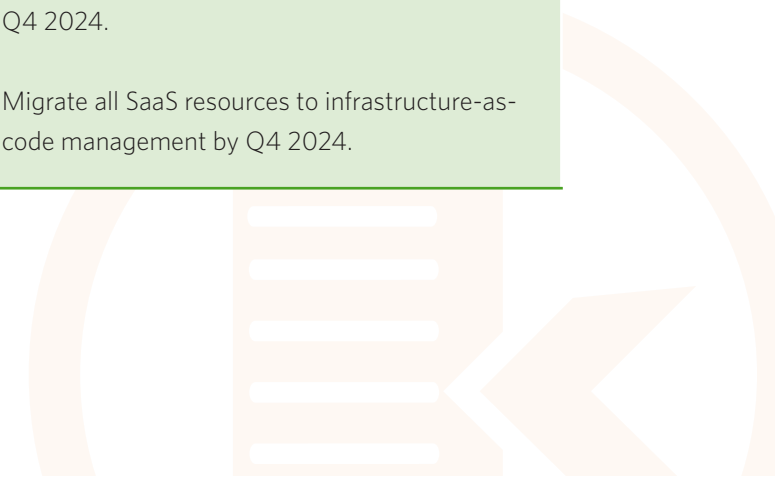 Q4 2024.
Migrate all SaaS resources to infrastructure-as-
code management by Q4 2024.